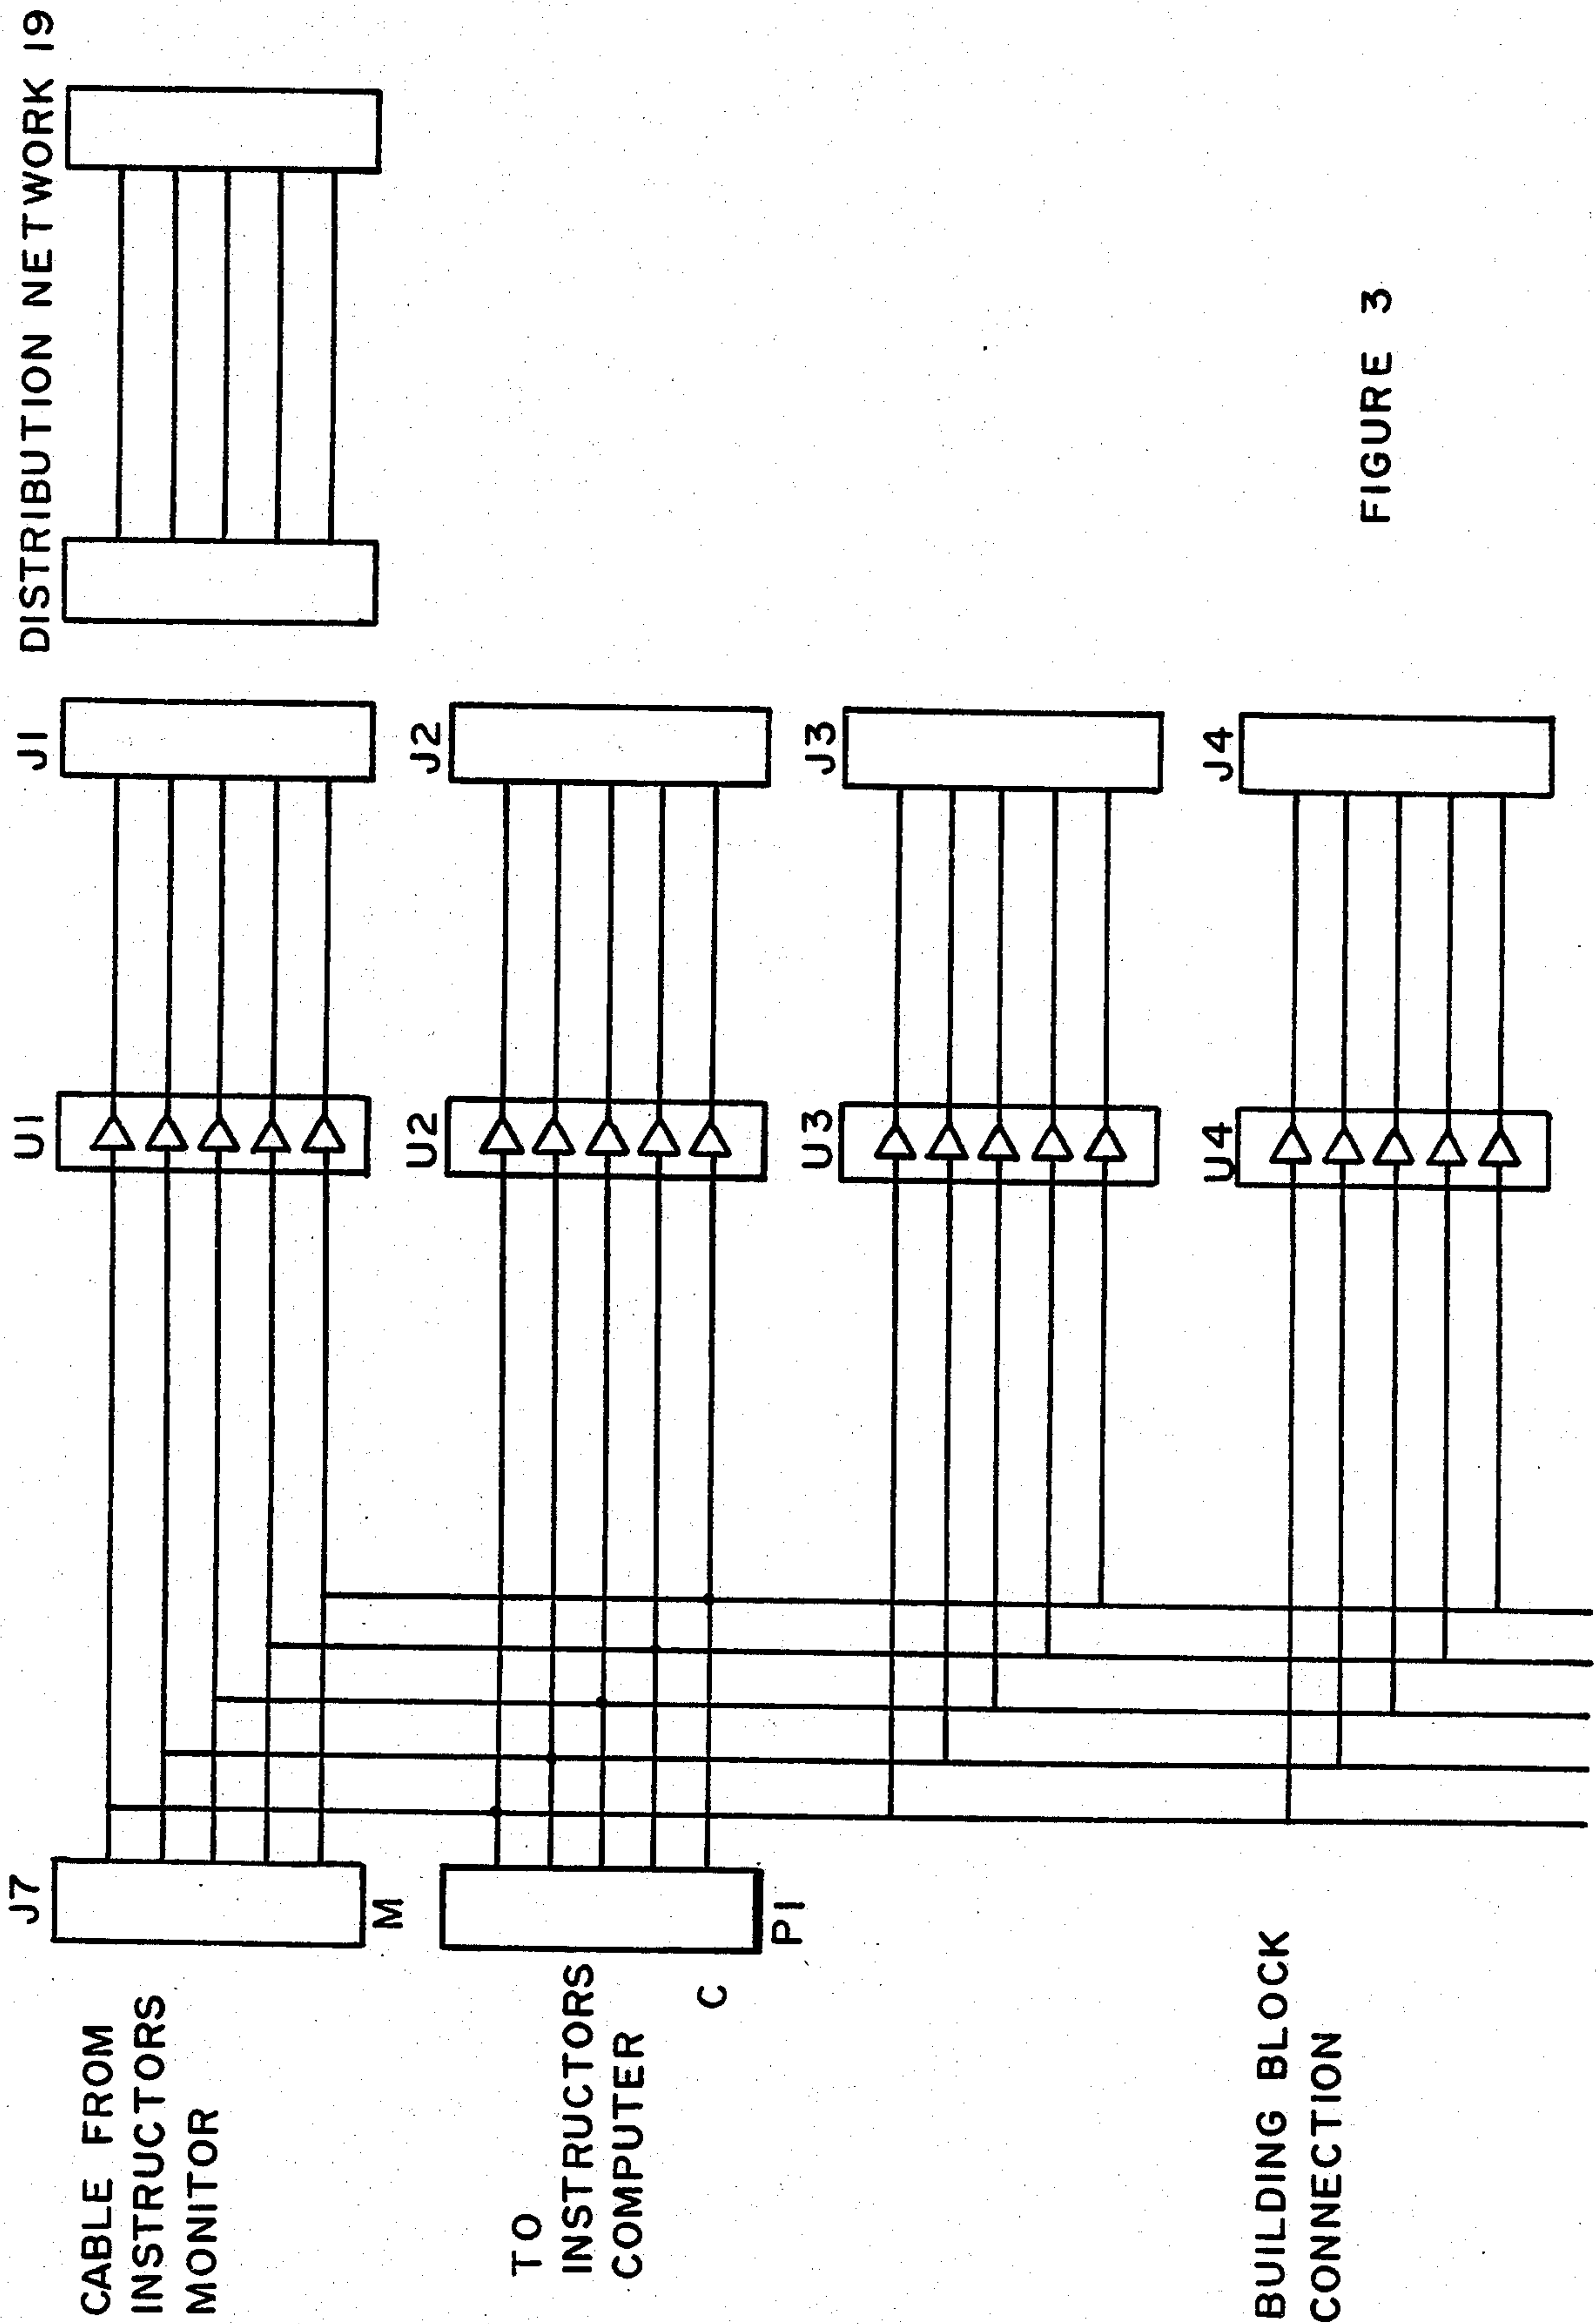 DISTRIBUTION NETWORK 19
J7
U1
J1
CABLE FROM
INSTRUCTORS
MONITOR
M
U2
J2
TO
INSTRUCTORS
COMPUTER
C
P1
U3
J3
U4
J4
BUILDING BLOCK
CONNECTION
FIGURE 3